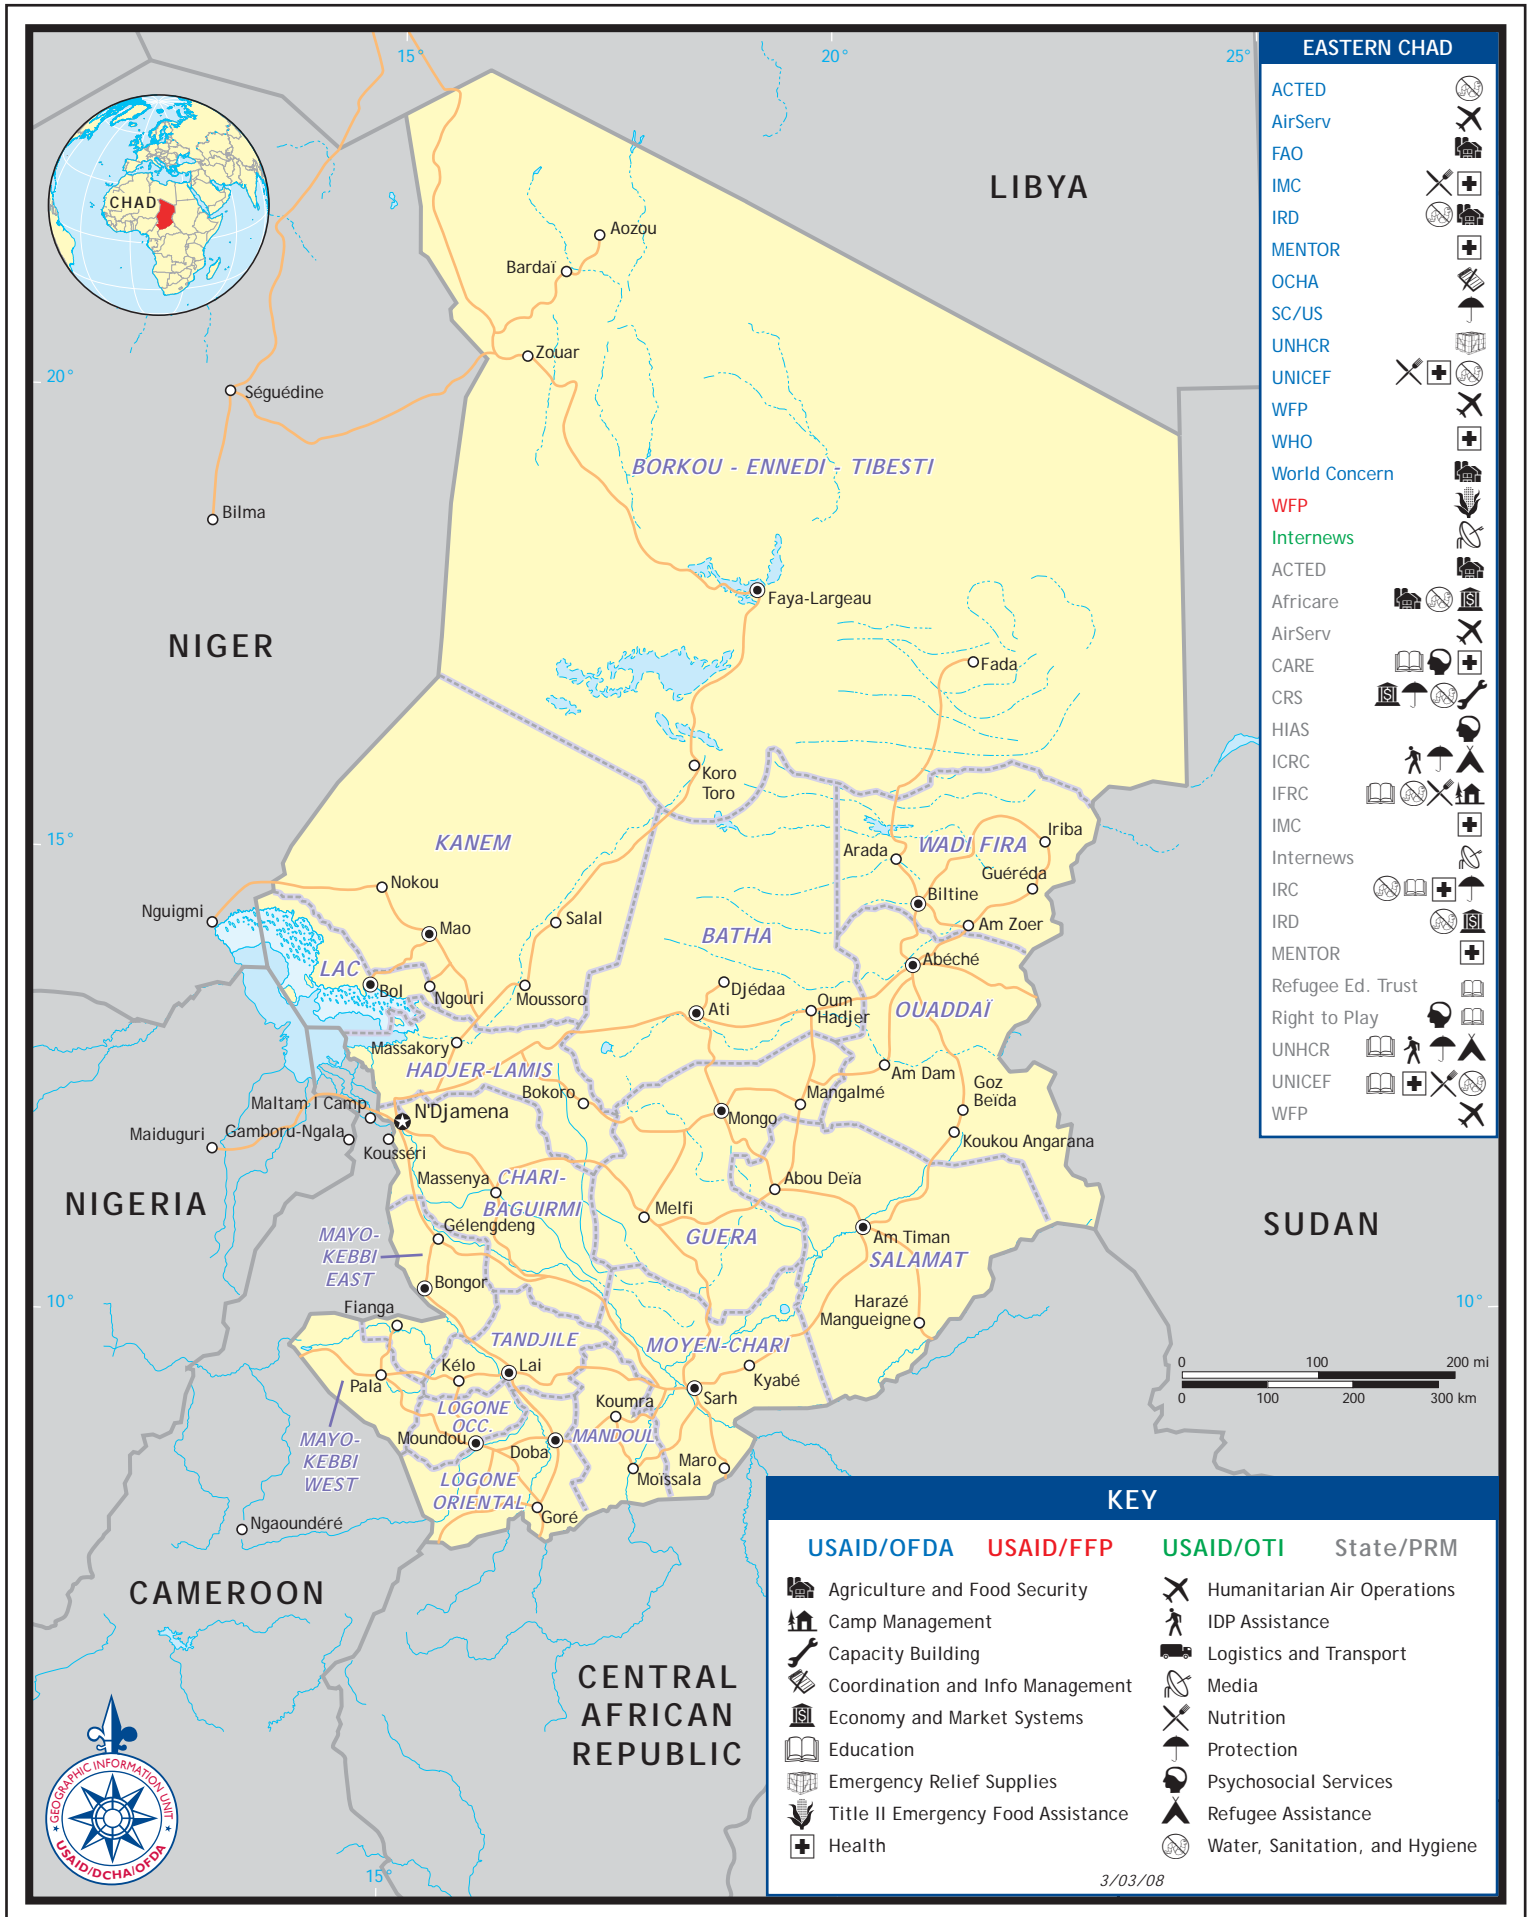 15°
20°
25°
20°
15°
10°
10°
15°
CHAD
LIBYA
NIGER
NIGERIA
CAMEROON
CENTRAL
AFRICAN
REPUBLIC
SUDAN
Aozou
Bardaï
Zouar
Séguédine
Bilma
BORKOU - ENNEDI - TIBESTI
Faya-Largeau
Fada
Koro
Toro
KANEM
Nokou
Nguigmi
Mao
Salal
LAC
Bol
Ngouri
Moussoro
Massakory
HADJER-LAMIS
Bokoro
BATHA
Djédaa
Ati
Oum
Hadjer
Arada
WADI FIRA
Iriba
Guéréda
Biltine
Am Zoer
Abéché
OUADDAÏ
Am Dam
Goz
Beïda
Mangalmé
Mongo
Koukou Angarana
Maltam I Camp
N'Djamena
Maiduguri
Gamboru-Ngala
Kousséri
Massenya
CHARI-
BAGUIRMI
Gélengdeng
Melfi
GUERA
Abou Deïa
Am Timan
SALAMAT
Harazé
Mangueigne
MAYO-
KEBBI
EAST
Bongor
Fianga
TANDJILE
MOYEN-CHARI
Kélo
Lai
Pala
Kyabé
Sarh
Koumra
LOGONE
OCC.
MANDOUL
Moundou
Doba
Maro
Moïssala
MAYO-
KEBBI
WEST
LOGONE
ORIENTAL
Goré
Ngaoundéré
0 100 200 mi
0 100 200 300 km
EASTERN CHAD
ACTED
AirServ
FAO
IMC
IRD
MENTOR
OCHA
SC/US
UNHCR
UNICEF
WFP
WHO
World Concern
WFP
Internews
ACTED
Africare
AirServ
CARE
CRS
HIAS
ICRC
IFRC
IMC
Internews
IRC
IRD
MENTOR
Refugee Ed. Trust
Right to Play
UNHCR
UNICEF
WFP
KEY
USAID/OFDA USAID/FFP USAID/OTI State/PRM
Agriculture and Food Security
Camp Management
Capacity Building
Coordination and Info Management
Economy and Market Systems
Education
Emergency Relief Supplies
Title II Emergency Food Assistance
Health
Humanitarian Air Operations
IDP Assistance
Logistics and Transport
Media
Nutrition
Protection
Psychosocial Services
Refugee Assistance
Water, Sanitation, and Hygiene
3/03/08
GEOGRAPHIC INFORMATION UNIT
USAID/DCHA/OFDA